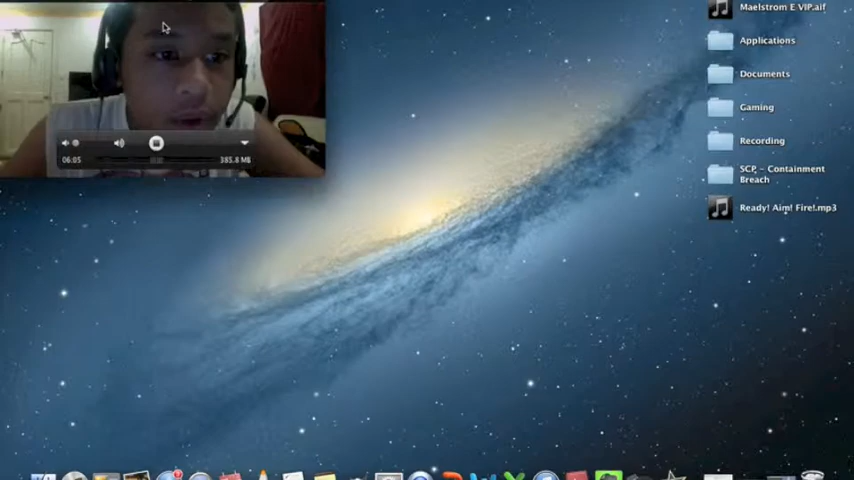 Maelstrom E VIP.aif
Applications
Documents
Gaming
Recording
SCP - Containment
Breach
Ready! Aim! Fire!.mp3
06:05
385.8 MB